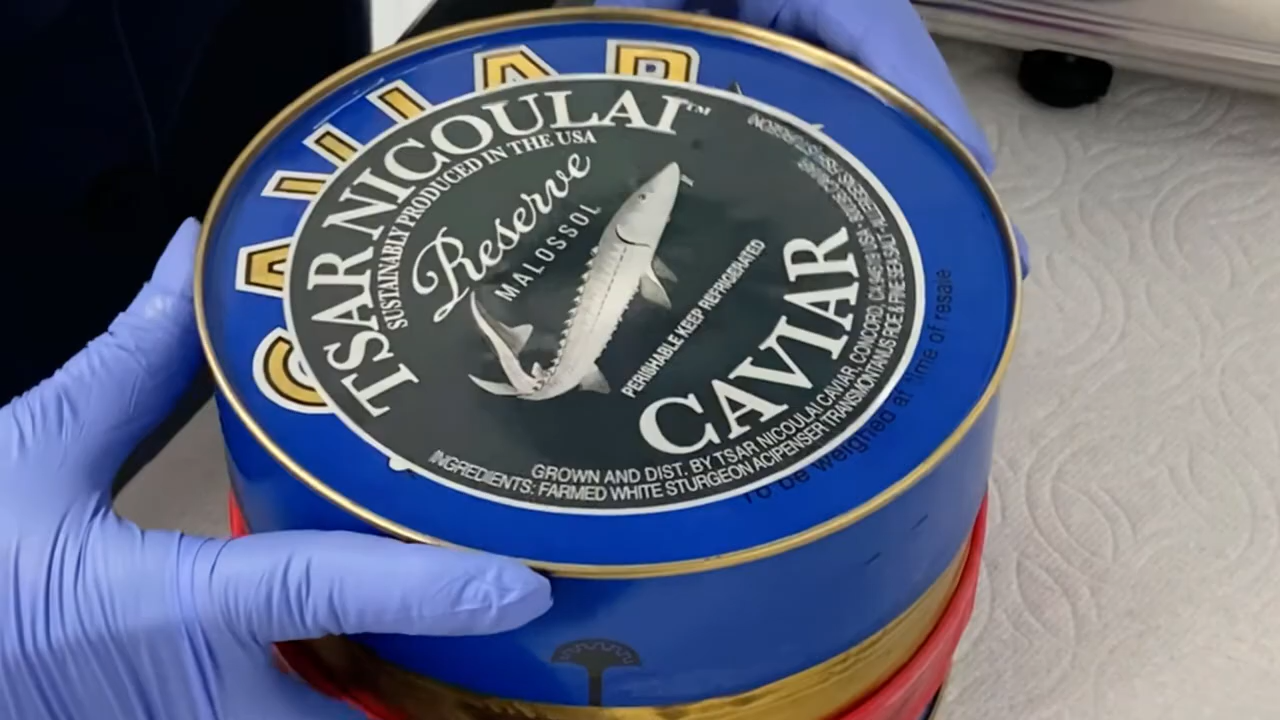 TSAR NICOULAI™
SUSTAINABLY PRODUCED IN THE USA
Reserve
MALOSSOL
PERISHABLE KEEP REFRIGERATED
CAVIAR
GROWN AND DIST. BY TSAR NICOULAI CAVIAR, CONCORD, CA 94519 USA
INGREDIENTS: FARMED WHITE STURGEON ACIPENSER TRANSMONTANUS ROE & FINE SEA SALT
To be weighed at time of resale